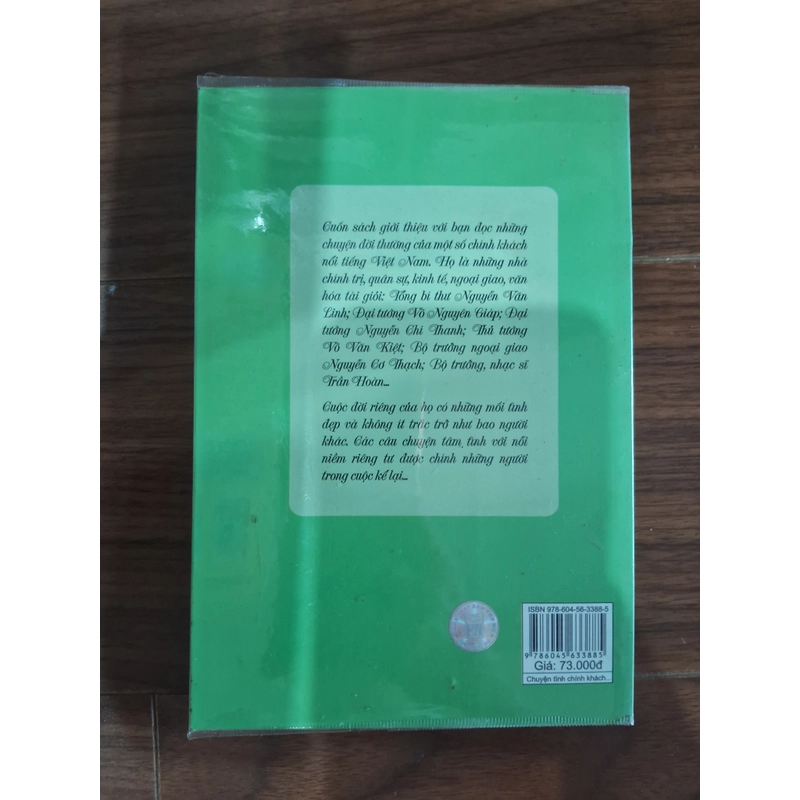 Cuốn sách giới thiệu với bạn đọc những
chuyện đời thường của một số chính khách
nổi tiếng Việt Nam. Họ là những nhà
chính trị, quân sự, kinh tế, ngoại giao, văn
hóa tài giỏi; Tổng bí thư Nguyễn Văn
Linh; Đại tướng Võ Nguyên Giáp; Đại
tướng Nguyễn Chí Thanh; Thủ tướng
Võ Văn Kiệt; Bộ trưởng ngoại giao
Nguyễn Cơ Thạch; Bộ trưởng, nhạc sĩ
Trần Hoàn...
Cuộc đời riêng của họ có những mối tình
đẹp và không ít trắc trở như bao người
khác. Các câu chuyện tâm tình với nỗi
niềm riêng tư được chính những người
trong cuộc kể lại...
ISBN 978-604-56-3388-5
9 786045 633885
Giá: 73.000đ
Chuyện tình chính khách...